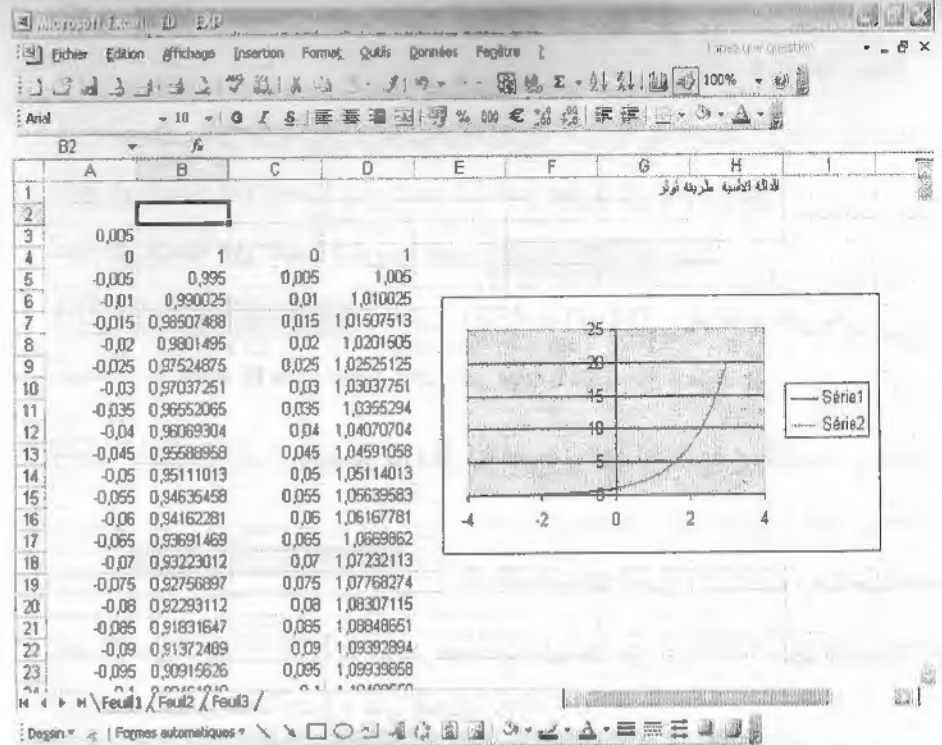 Microsoft Excel - ID EXP
Fichier Edition Affichage Insertion Format Outils Données Fenêtre ?
Tapez une question
100%
Arial 10 G I S % 000 €
B2 fx
A B C D E F G H I
1 الدالة الأسية طريقة أولر
2
3 0,005
4 0 1 0 1
5 -0,005 0,995 0,005 1,005
6 -0,01 0,990025 0,01 1,010025
7 -0,015 0,98507488 0,015 1,01507513
8 -0,02 0,9801495 0,02 1,0201505
9 -0,025 0,97524875 0,025 1,02525125
10 -0,03 0,97037251 0,03 1,03037751
11 -0,035 0,96552065 0,035 1,0355294
12 -0,04 0,96069304 0,04 1,04070704
13 -0,045 0,95588958 0,045 1,04591058
14 -0,05 0,95111013 0,05 1,05114013
15 -0,055 0,94635458 0,055 1,05639583
16 -0,06 0,94162281 0,06 1,06167781
17 -0,065 0,93691469 0,065 1,0669862
18 -0,07 0,93223012 0,07 1,07232113
19 -0,075 0,92756897 0,075 1,07768274
20 -0,08 0,92293112 0,08 1,08307115
21 -0,085 0,91831647 0,085 1,08848651
22 -0,09 0,91372489 0,09 1,09392894
23 -0,095 0,90915626 0,095 1,09939858
25
20
15
10
5
0
-4 -2 0 2 4
Série1
Série2
Feuil1 / Feuil2 / Feuil3 /
Dessin Formes automatiques